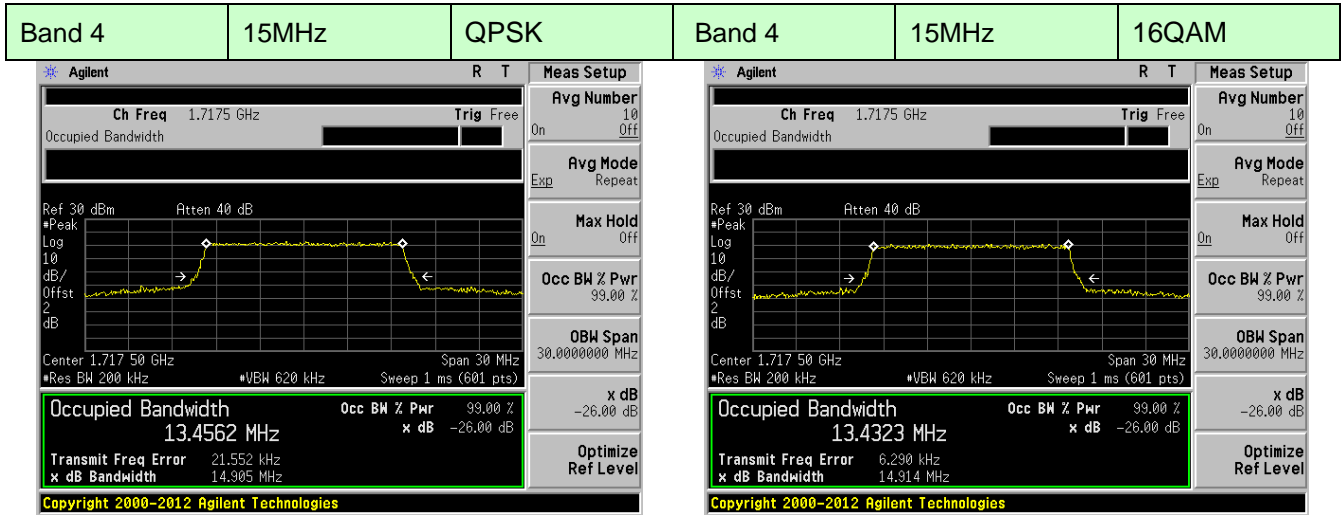 Band 4 15MHz QPSK Band 4 15MHz 16QAM
Agilent R T Meas Setup
Ch Freq 1.7175 GHz Trig Free
Occupied Bandwidth
Avg Number
10
On Off
Avg Mode
Exp Repeat
Ref 30 dBm Atten 40 dB
#Peak
Log
10
dB/
Offst
2
dB
Max Hold
On Off
Occ BW % Pwr
99.00 %
Center 1.717 50 GHz Span 30 MHz
#Res BW 200 kHz #VBW 620 kHz Sweep 1 ms (601 pts)
OBW Span
30.0000000 MHz
Occupied Bandwidth Occ BW % Pwr 99.00 %
13.4562 MHz x dB -26.00 dB
Transmit Freq Error 21.552 kHz
x dB Bandwidth 14.905 MHz
x dB
-26.00 dB
Optimize
Ref Level
Copyright 2000-2012 Agilent Technologies
Agilent R T Meas Setup
Ch Freq 1.7175 GHz Trig Free
Occupied Bandwidth
Avg Number
10
On Off
Avg Mode
Exp Repeat
Ref 30 dBm Atten 40 dB
#Peak
Log
10
dB/
Offst
2
dB
Max Hold
On Off
Occ BW % Pwr
99.00 %
Center 1.717 50 GHz Span 30 MHz
#Res BW 200 kHz #VBW 620 kHz Sweep 1 ms (601 pts)
OBW Span
30.0000000 MHz
Occupied Bandwidth Occ BW % Pwr 99.00 %
13.4323 MHz x dB -26.00 dB
Transmit Freq Error 6.290 kHz
x dB Bandwidth 14.914 MHz
x dB
-26.00 dB
Optimize
Ref Level
Copyright 2000-2012 Agilent Technologies